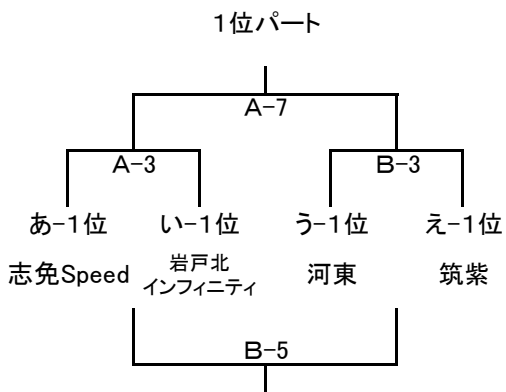 1位パート
A-7
A-3 B-3
あ-1位 い-1位 う-1位 え-1位
志免Speed 岩戸北 河東 筑紫
インフィニティ
B-5